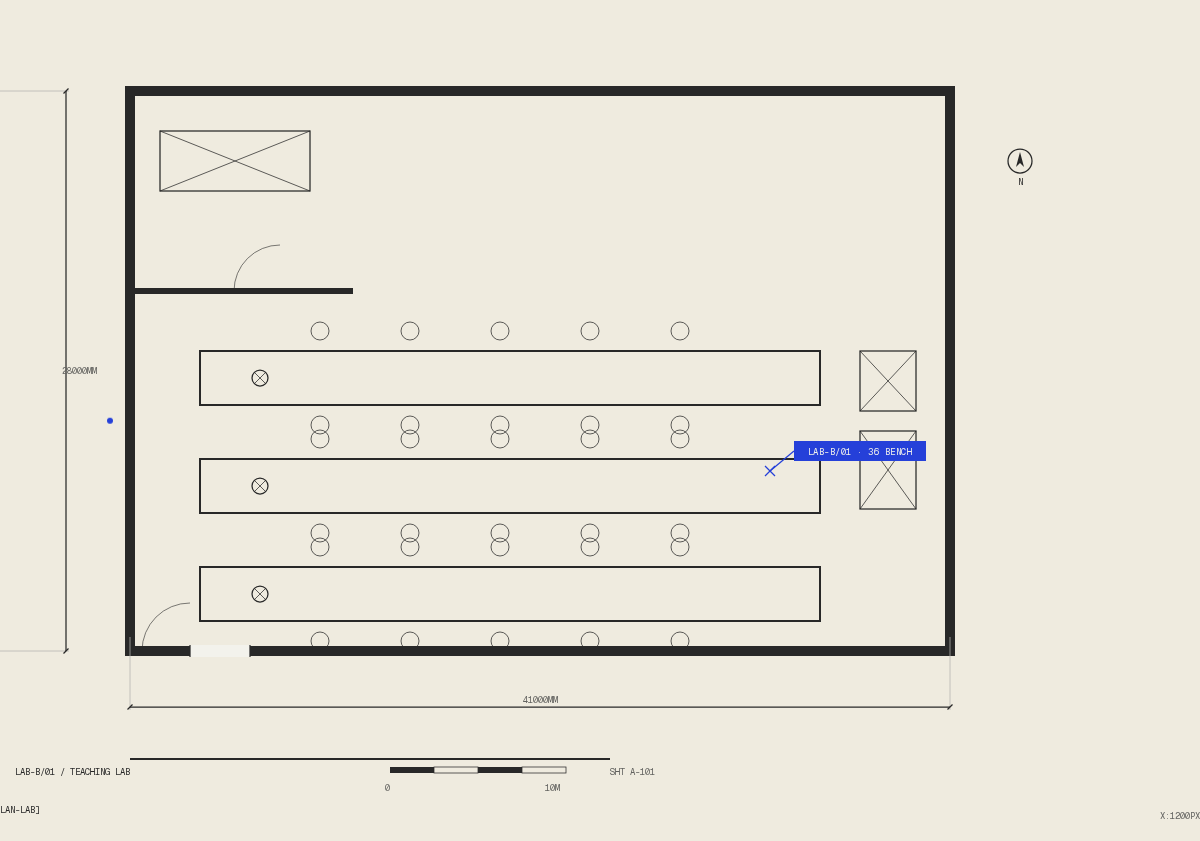 N
28000MM
LAB-B/01 · 36 BENCH
41000MM
LAB-B/01 / TEACHING LAB
SHT A-101
0
10M
LAN-LAB]
X:1200PX